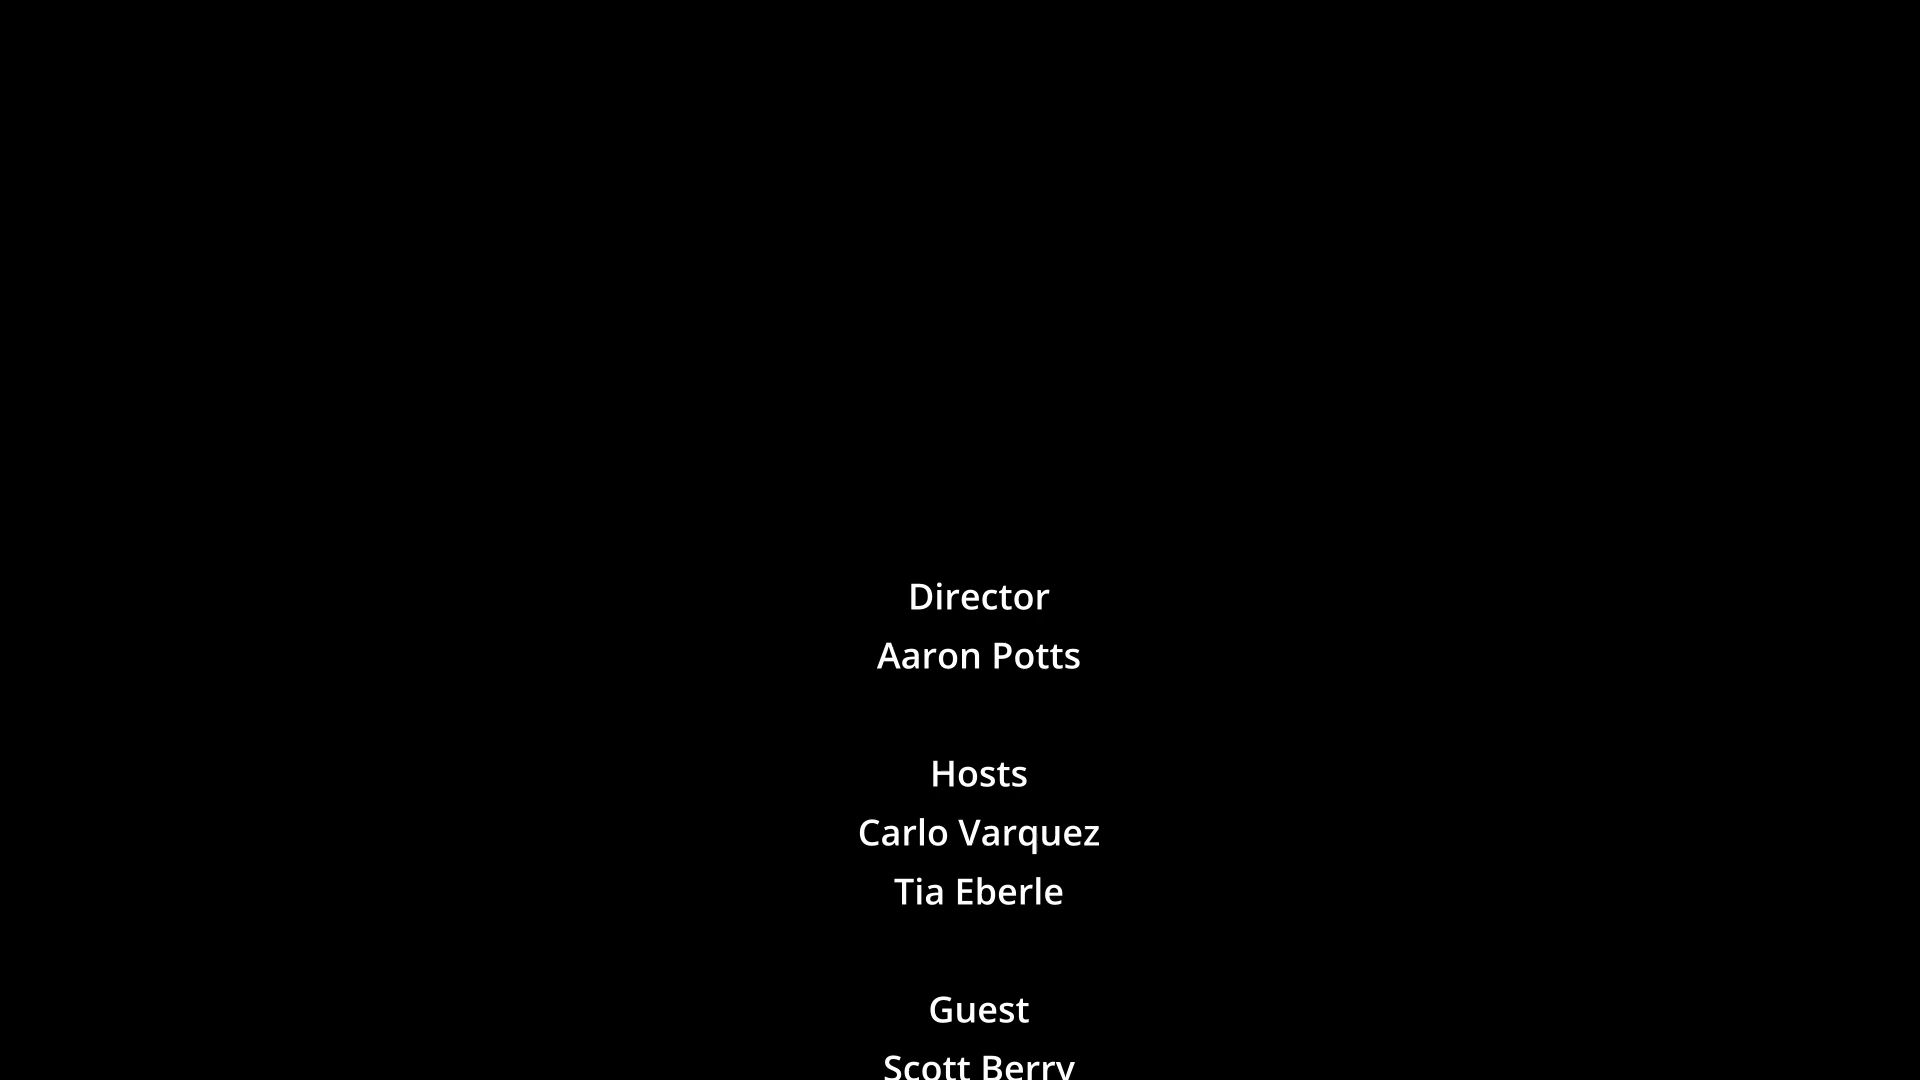 Director
Aaron Potts
Hosts
Carlo Varquez
Tia Eberle
Guest
Scott Berry